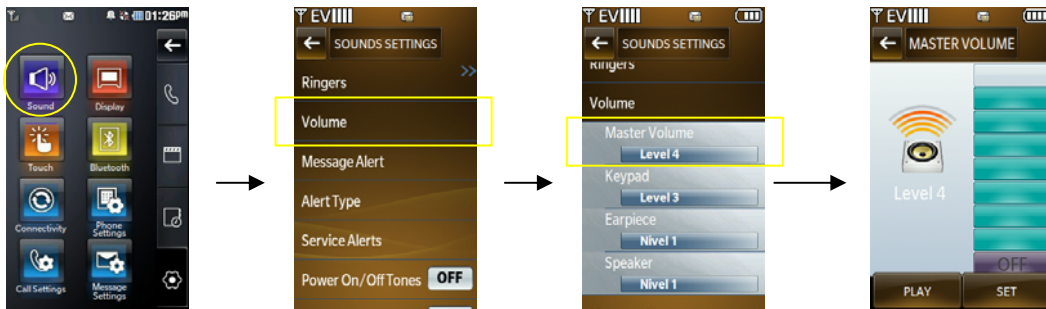 01:26PM
Sound
Display
Touch
Bluetooth
Connectivity
Phone
Settings
Call Settings
Message
Settings
EV
SOUNDS SETTINGS
Ringers
>>
Volume
Message Alert
Alert Type
Service Alerts
Power On/Off Tones OFF
EV
SOUNDS SETTINGS
Ringers
Volume
Master Volume
Level 4
Keypad
Level 3
Earpiece
Nivel 1
Speaker
Nivel 1
EV
MASTER VOLUME
Level 4
OFF
PLAY SET